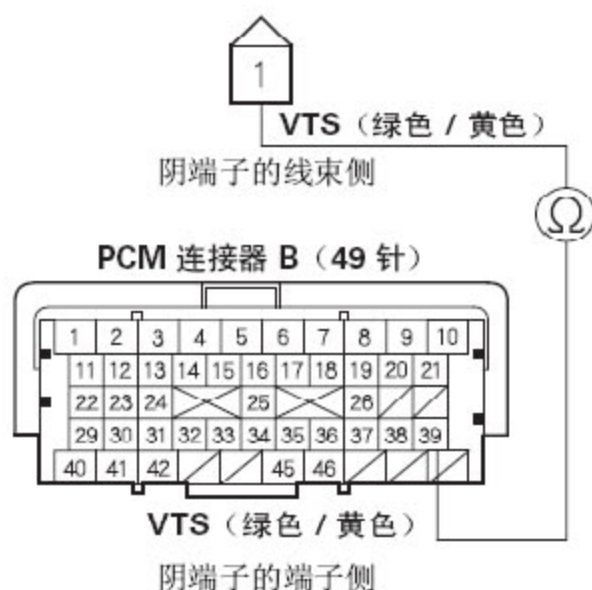 1
VTS（绿色 / 黄色）
阴端子的线束侧
Ω
PCM 连接器 B（49 针）
1 2 3 4 5 6 7 8 9 10
11 12 13 14 15 16 17 18 19 20 21
22 23 24 25 26
29 30 31 32 33 34 35 36 37 38 39
40 41 42 45 46
VTS（绿色 / 黄色）
阴端子的端子侧